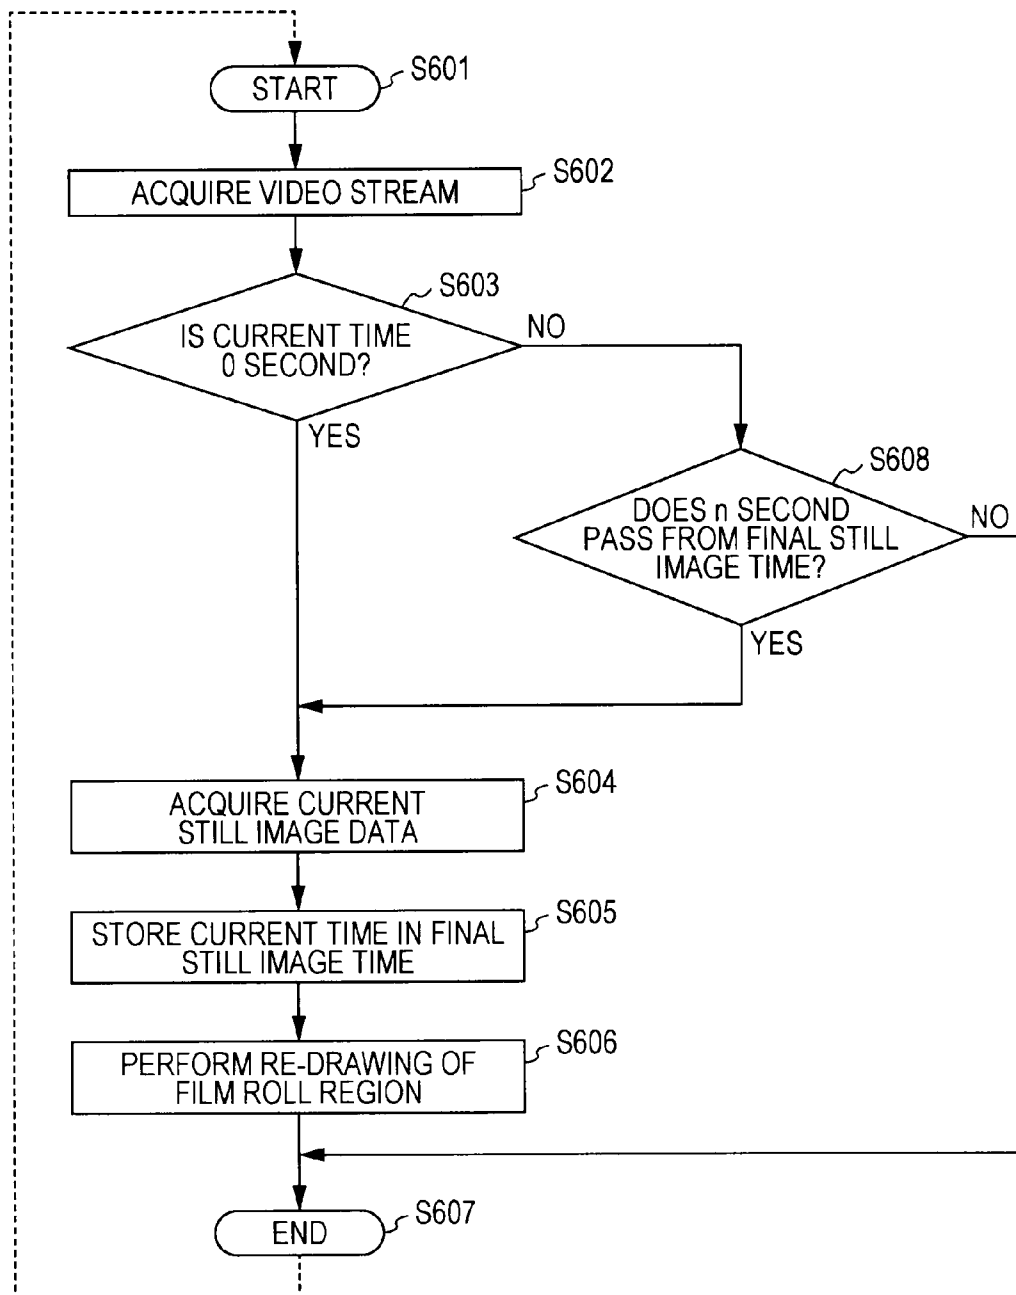 START
S601
ACQUIRE VIDEO STREAM
S602
S603
IS CURRENT TIME
0 SECOND?
NO
YES
S608
DOES n SECOND
PASS FROM FINAL STILL
IMAGE TIME?
NO
YES
S604
ACQUIRE CURRENT
STILL IMAGE DATA
S605
STORE CURRENT TIME IN FINAL
STILL IMAGE TIME
S606
PERFORM RE-DRAWING OF
FILM ROLL REGION
END
S607